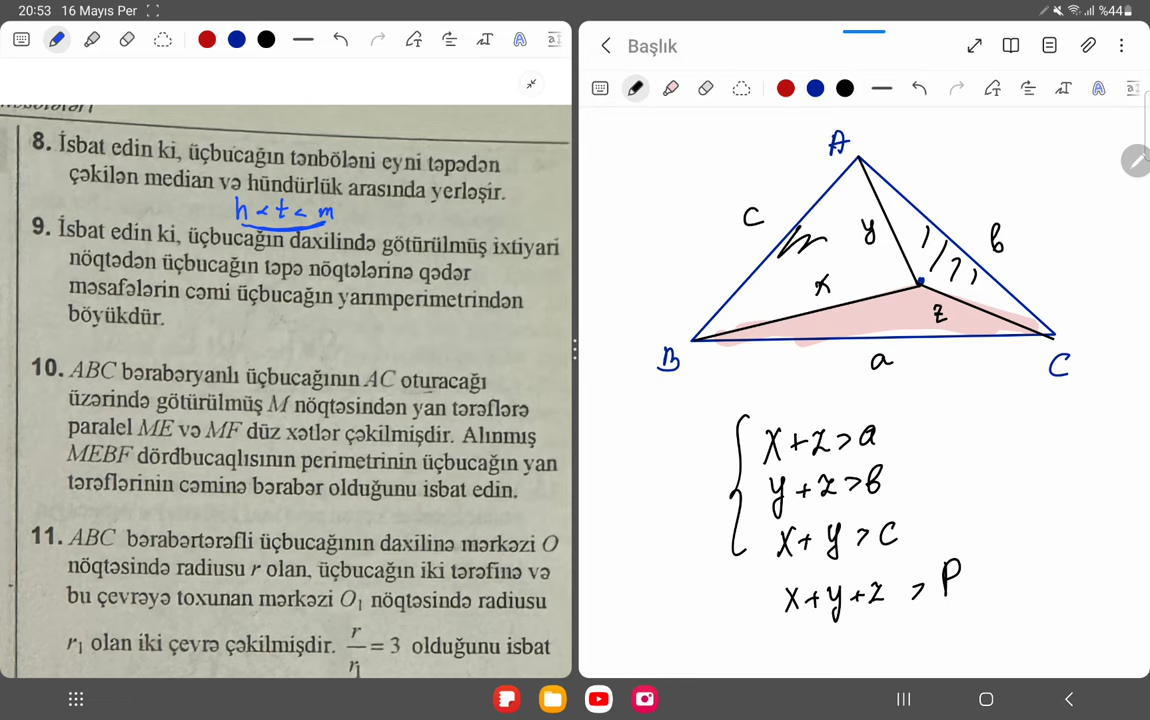 20:53 16 Mayıs Per
%44
Başlık
8. İsbat edin ki, üçbucağın tənböləni eyni təpədən
çəkilən median və hündürlük arasında yerləşir.
h < t < m
9. İsbat edin ki, üçbucağın daxilində götürülmüş ixtiyari
nöqtədən üçbucağın təpə nöqtələrinə qədər
məsafələrin cəmi üçbucağın yarımperimetrindən
böyükdür.
10. ABC bərabəryanlı üçbucağının AC oturacağı
üzərində götürülmüş M nöqtəsindən yan tərəflərə
paralel ME və MF düz xətlər çəkilmişdir. Alınmış
MEBF dördbucaqlısının perimetrinin üçbucağın yan
tərəflərinin cəminə bərabər olduğunu isbat edin.
11. ABC bərabərtərəfli üçbucağının daxilinə mərkəzi O
nöqtəsində radiusu r olan, üçbucağın iki tərəfinə və
bu çevrəyə toxunan mərkəzi O₁ nöqtəsində radiusu
r₁ olan iki çevrə çəkilmişdir. r/r₁ = 3 olduğunu isbat
A
c
y
b
x
z
B
a
C
x+z>a
y+z>b
x+y>c
x+y+z > P